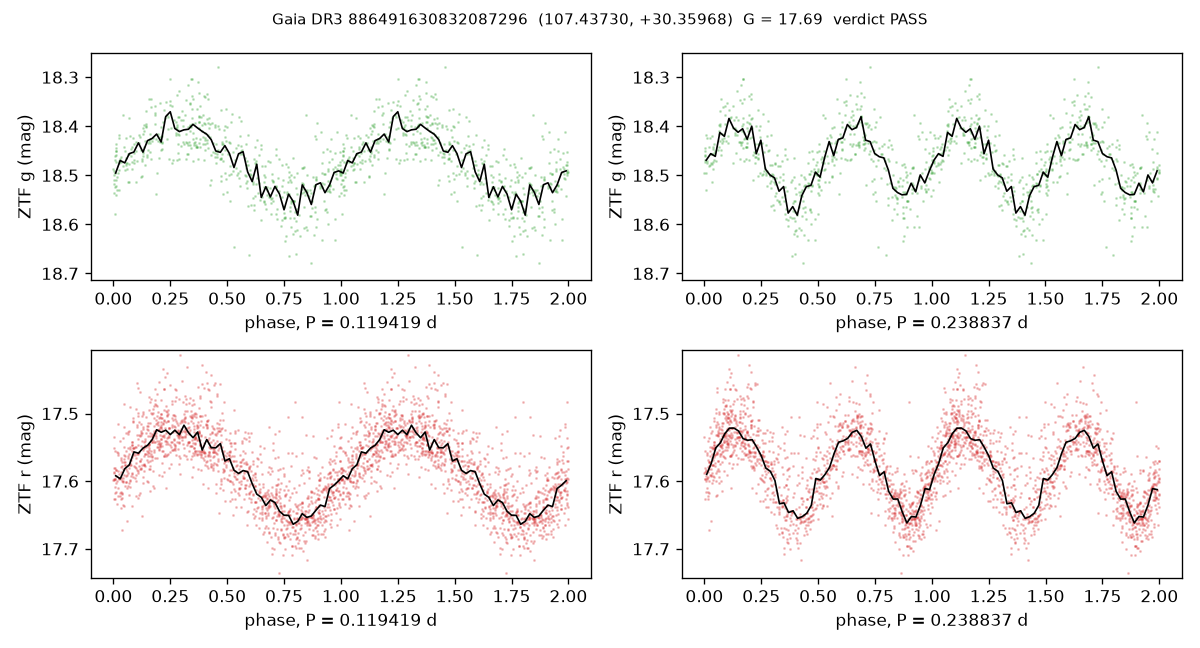 Gaia DR3 886491630832087296 (107.43730, +30.35968) G = 17.69 verdict PASS
ZTF g (mag)
18.3
18.4
18.5
18.6
18.7
0.00 0.25 0.50 0.75 1.00 1.25 1.50 1.75 2.00
phase, P = 0.119419 d
ZTF g (mag)
18.3
18.4
18.5
18.6
18.7
0.00 0.25 0.50 0.75 1.00 1.25 1.50 1.75 2.00
phase, P = 0.238837 d
ZTF r (mag)
17.5
17.6
17.7
0.00 0.25 0.50 0.75 1.00 1.25 1.50 1.75 2.00
phase, P = 0.119419 d
ZTF r (mag)
17.5
17.6
17.7
0.00 0.25 0.50 0.75 1.00 1.25 1.50 1.75 2.00
phase, P = 0.238837 d